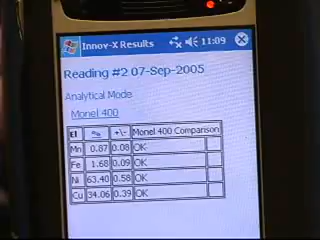 Innov-X Results 11:09
Reading #2 07-Sep-2005
Analytical Mode
Monel 400
El % +\- Monel 400 Comparison
Mn 0.87 0.08 OK
Fe 1.68 0.09 OK
Ni 63.40 0.58 OK
Cu 34.06 0.39 OK